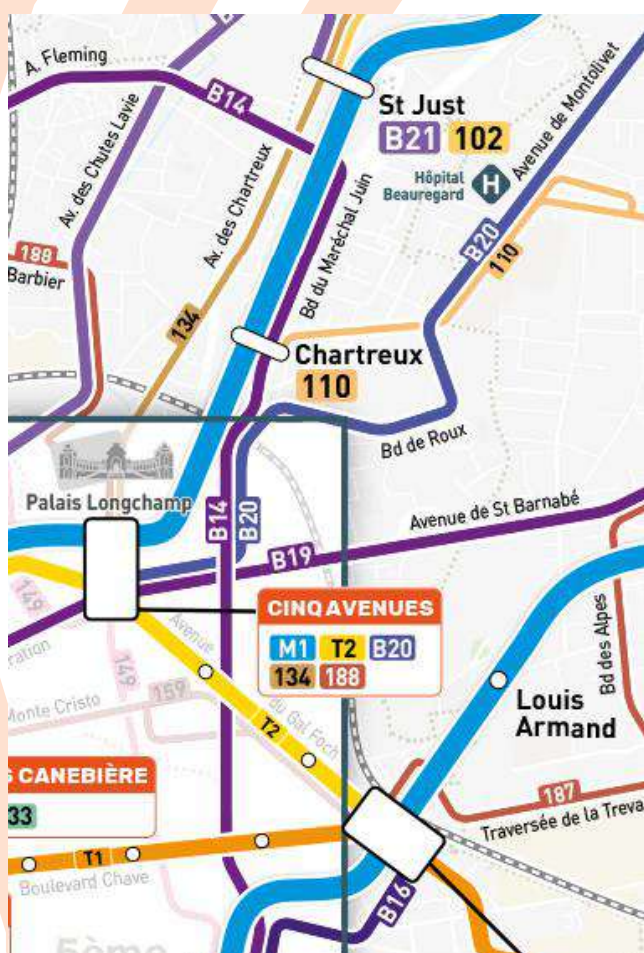 A. Fleming
B14
St Just
B21 102
Avenue de Montolivet
Hôpital
Beauregard
H
Av. des Chutes Lavie
Av. des Chartreux
Bd du Maréchal Juin
B20
110
188
Barbier
134
Chartreux
110
Bd de Roux
Palais Longchamp
B14
B20
Avenue de St Barnabé
B19
149
149
Avenue
du Gal Foch
CINQ AVENUES
M1 T2 B20
134 188
Monte Cristo
159
T2
Bd des Alpes
Louis
Armand
CANEBIÈRE
33
187
Traversée de la Treva
T1
Boulevard Chave
B16
5ème